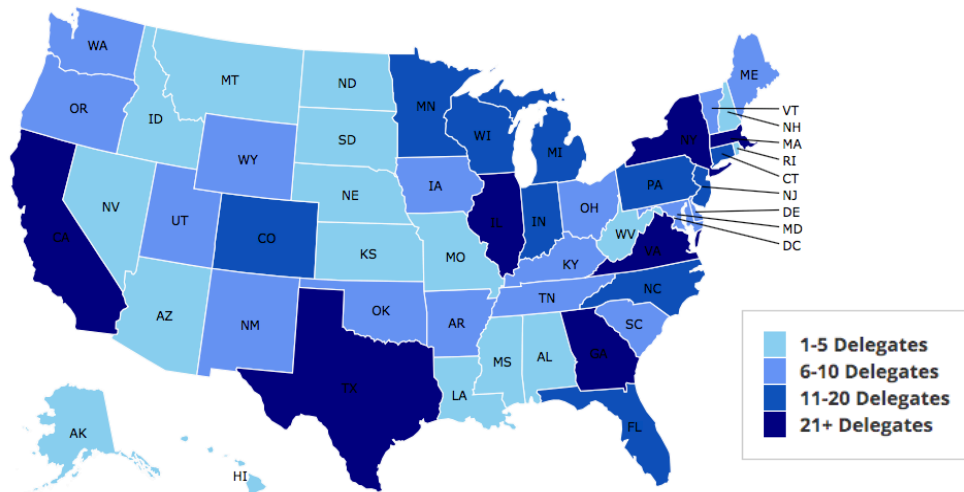 WA
OR
ID
MT
ND
SD
WY
NE
NV
UT
CO
KS
CA
AZ
NM
OK
TX
MN
WI
MI
IA
IL
IN
OH
MO
KY
WV
VA
PA
NY
ME
AR
TN
NC
SC
MS
AL
GA
LA
FL
AK
HI
VT
NH
MA
RI
CT
NJ
DE
MD
DC
1-5 Delegates
6-10 Delegates
11-20 Delegates
21+ Delegates